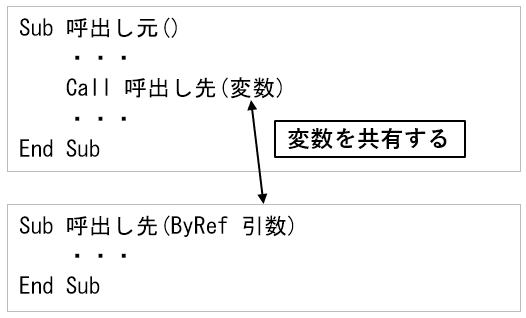 Sub 呼出し元()
・・・
Call 呼出し先(変数)
・・・
End Sub
変数を共有する
Sub 呼出し先(ByRef 引数)
・・・
End Sub